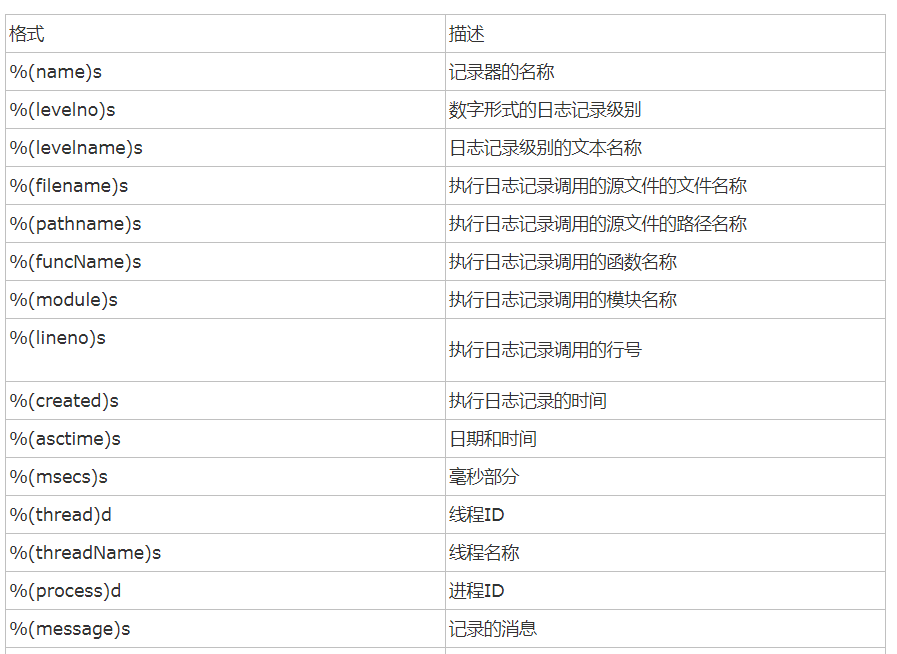 格式 描述
%(name)s 记录器的名称
%(levelno)s 数字形式的日志记录级别
%(levelname)s 日志记录级别的文本名称
%(filename)s 执行日志记录调用的源文件的文件名称
%(pathname)s 执行日志记录调用的源文件的路径名称
%(funcName)s 执行日志记录调用的函数名称
%(module)s 执行日志记录调用的模块名称
%(lineno)s 执行日志记录调用的行号
%(created)s 执行日志记录的时间
%(asctime)s 日期和时间
%(msecs)s 毫秒部分
%(thread)d 线程ID
%(threadName)s 线程名称
%(process)d 进程ID
%(message)s 记录的消息